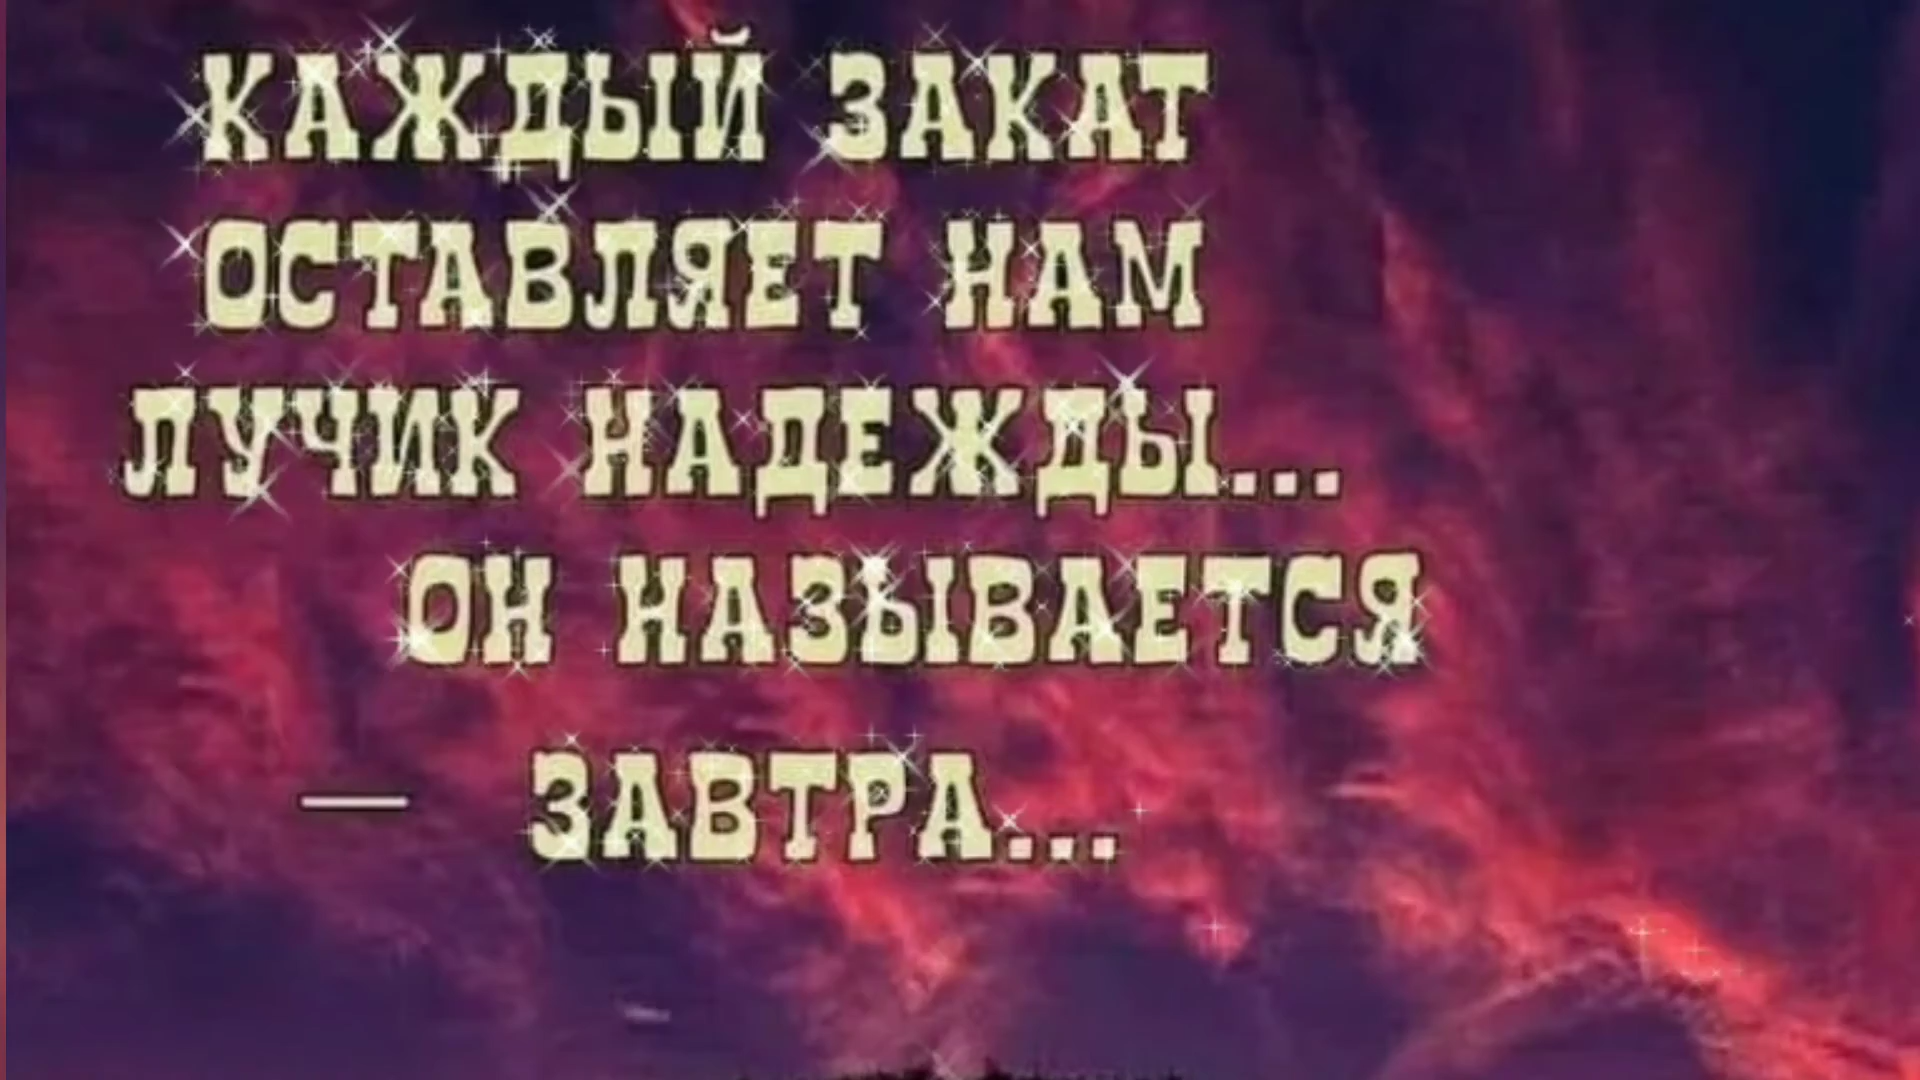 КАЖДЫЙ ЗАКАТ
ОСТАВЛЯЕТ НАМ
ЛУЧИК НАДЕЖДЫ...
ОН НАЗЫВАЕТСЯ
— ЗАВТРА...